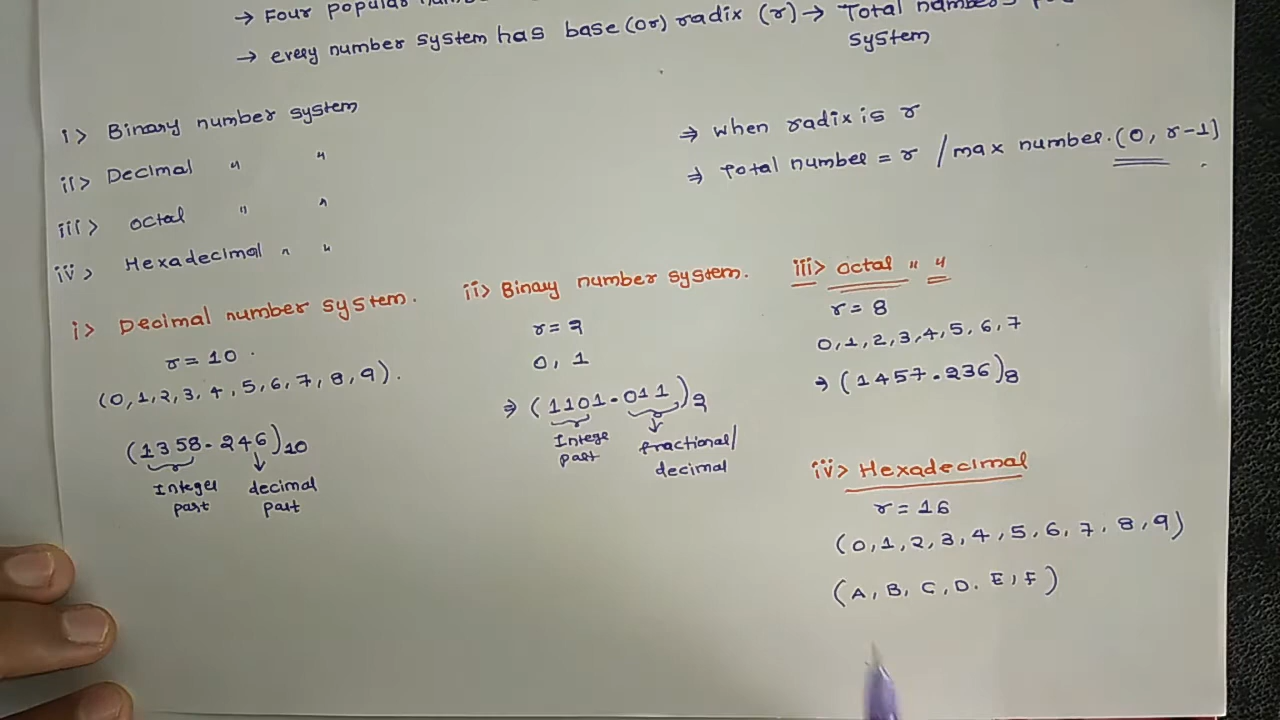 → Four popular
→ every number system has base (or) radix (r) → Total
system
i> Binary number system
ii> Decimal " "
iii> octal " "
iv> Hexadecimal " "
⇒ when radix is r
⇒ Total number = r / max number. (0, r-1]
i> Decimal number system.
r = 10
(0,1,2,3,4,5,6,7,8,9).
(1358.246)10
Integer decimal
part part
ii> Binary number system.
r = 2
0, 1
⇒ (1101.011)2
Intege fractional/
part decimal
iii> octal " "
r = 8
0,1,2,3,4,5,6,7
⇒ (1457.236)8
iv> Hexadecimal
r = 16
(0,1,2,3,4,5,6,7,8,9)
(A, B, C, D. E, F)